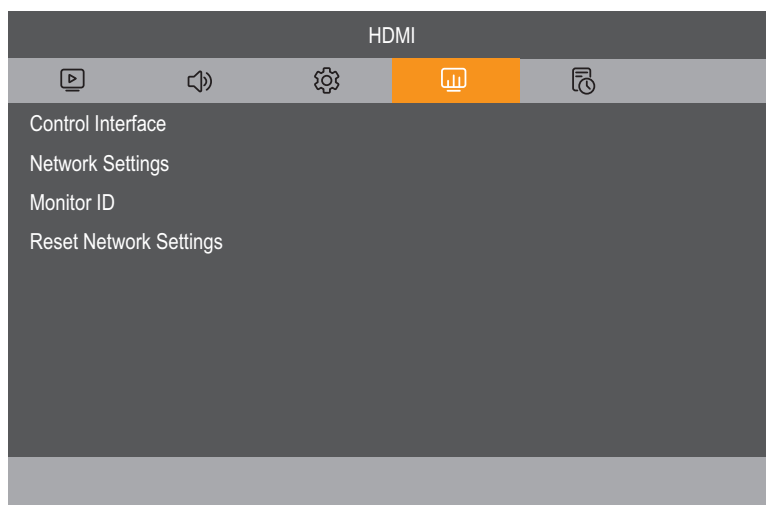 HDMI
Control Interface
Network Settings
Monitor ID
Reset Network Settings